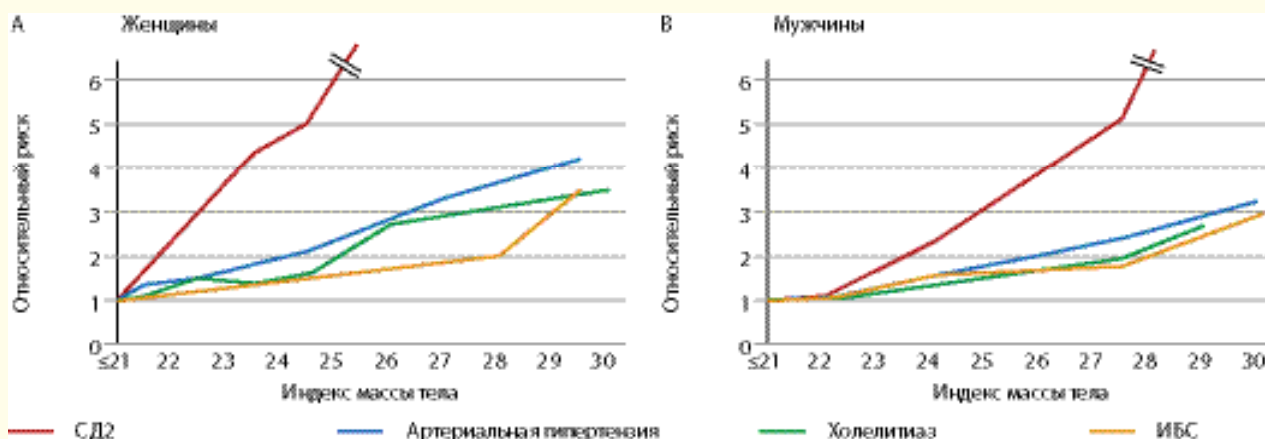 A Женщины
B Мужчины
Относительный риск
6
5
4
3
2
1
0
≤21 22 23 24 25 26 27 28 29 30
Индекс массы тела
Относительный риск
6
5
4
3
2
1
0
≤21 22 23 24 25 26 27 28 29 30
Индекс массы тела
СД2 Артериальная гипертензия Холелитиаз ИБС